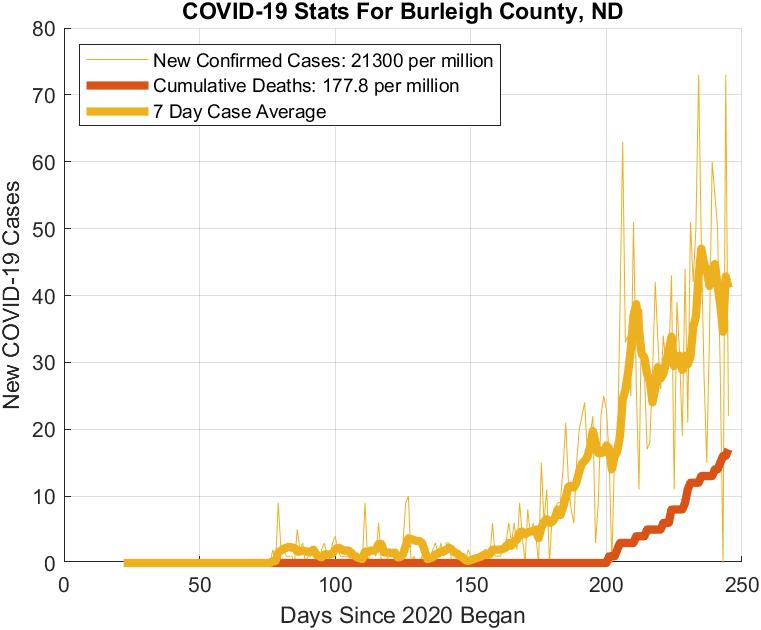 COVID-19 Stats For Burleigh County, ND
80
70
60
50
40
30
20
10
0
New COVID-19 Cases
New Confirmed Cases: 21300 per million
Cumulative Deaths: 177.8 per million
7 Day Case Average
0 50 100 150 200 250
Days Since 2020 Began